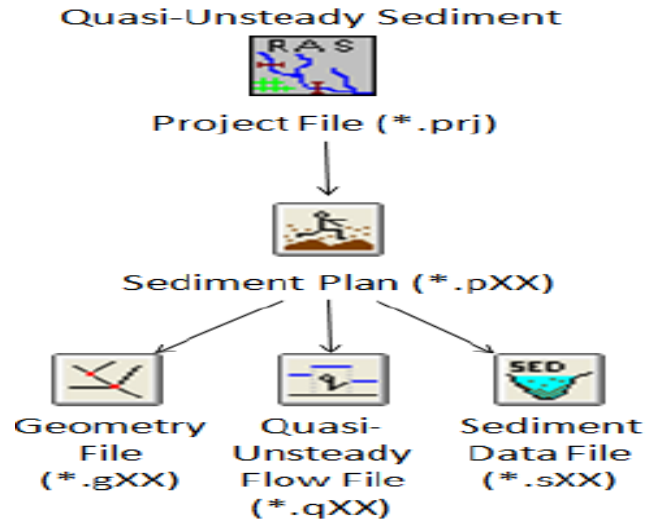 Quasi-Unsteady Sediment
RAS
Project File (*.prj)
Sediment Plan (*.pXX)
SED
Geometry
File
(*.gXX)
Quasi-
Unsteady
Flow File
(*.qXX)
Sediment
Data File
(*.sXX)